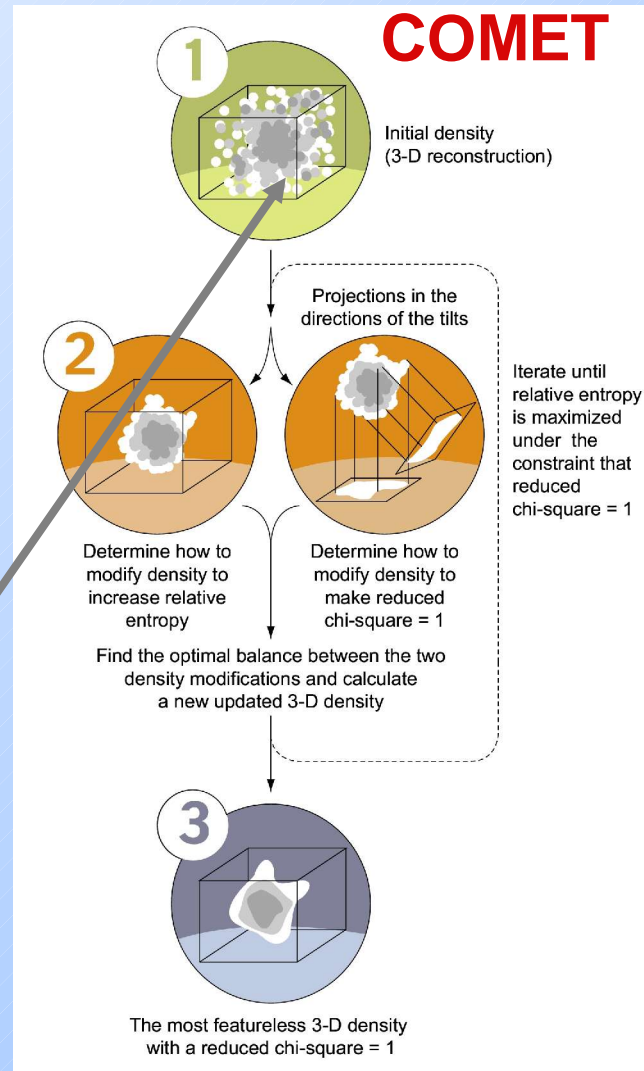 COMET
1
Initial density
(3-D reconstruction)
Projections in the
directions of the tilts
2
Iterate until
relative entropy
is maximized
under the
constraint that
reduced
chi-square = 1
Determine how to
modify density to
increase relative
entropy
Determine how to
modify density to
make reduced
chi-square = 1
Find the optimal balance between the two
density modifications and calculate
a new updated 3-D density
3
The most featureless 3-D density
with a reduced chi-square = 1